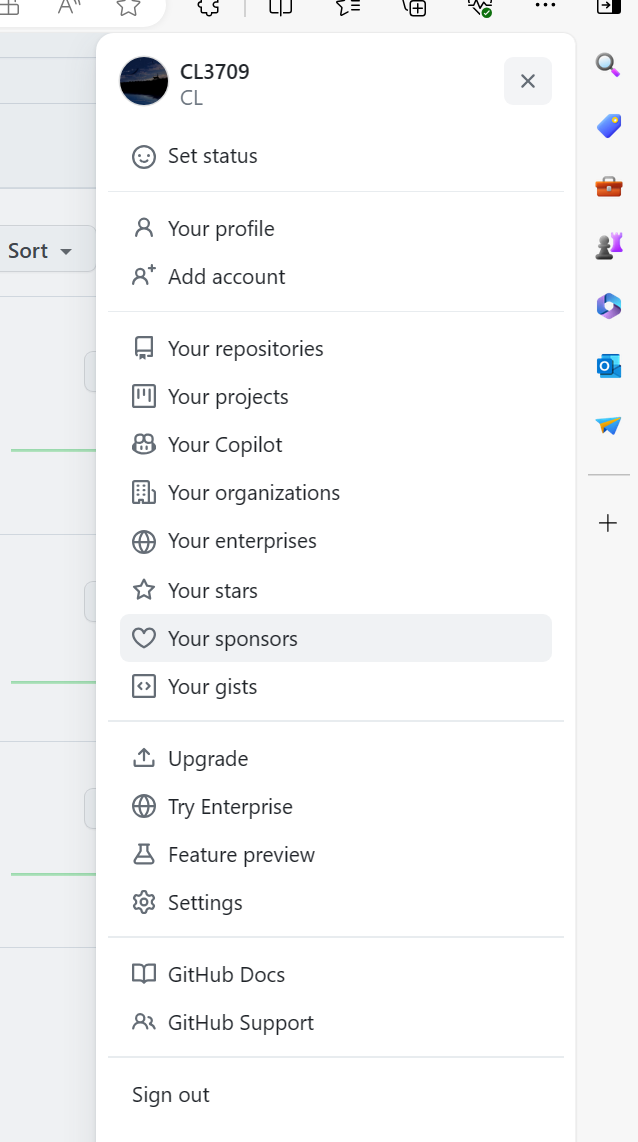 CL3709
CL
Set status
Sort
Your profile
Add account
Your repositories
Your projects
Your Copilot
Your organizations
Your enterprises
Your stars
Your sponsors
Your gists
Upgrade
Try Enterprise
Feature preview
Settings
GitHub Docs
GitHub Support
Sign out